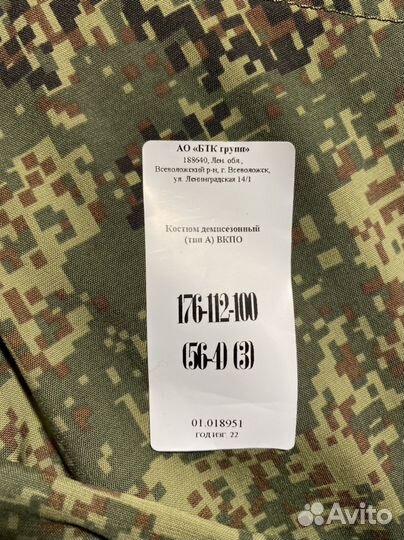 АО «БТК групп»
188640, Лен. обл.,
Всеволожский р-н, г. Всеволожск,
ул. Ленинградская 14/1
Костюм демисезонный
(тип А) ВКПО
176-112-100
(56-4) (3)
01.018951
ГОД ИЗГ. 22
Avito